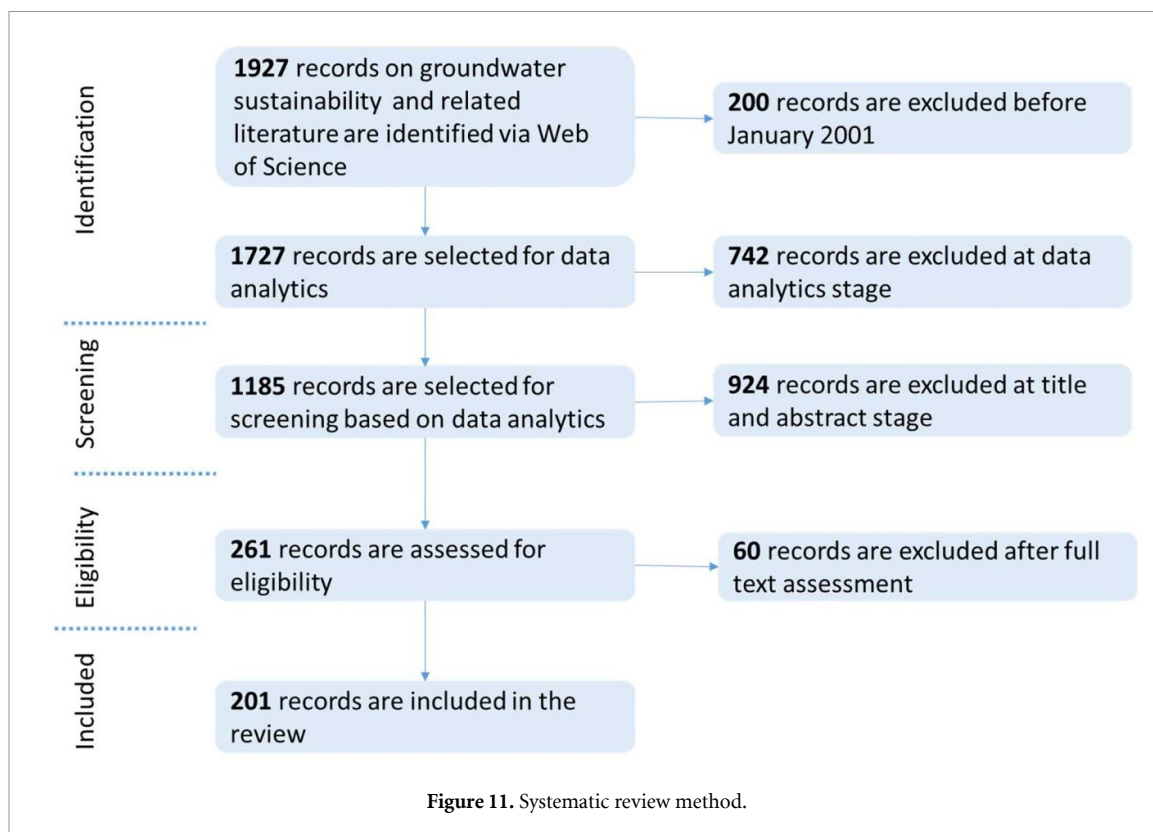 Identification
1927 records on groundwater
sustainability and related
literature are identified via Web
of Science
200 records are excluded before
January 2001
1727 records are selected for data
analytics
742 records are excluded at data
analytics stage
Screening
1185 records are selected for
screening based on data analytics
924 records are excluded at title
and abstract stage
Eligibility
261 records are assessed for
eligibility
60 records are excluded after full
text assessment
Included
201 records are included in the
review
Figure 11. Systematic review method.